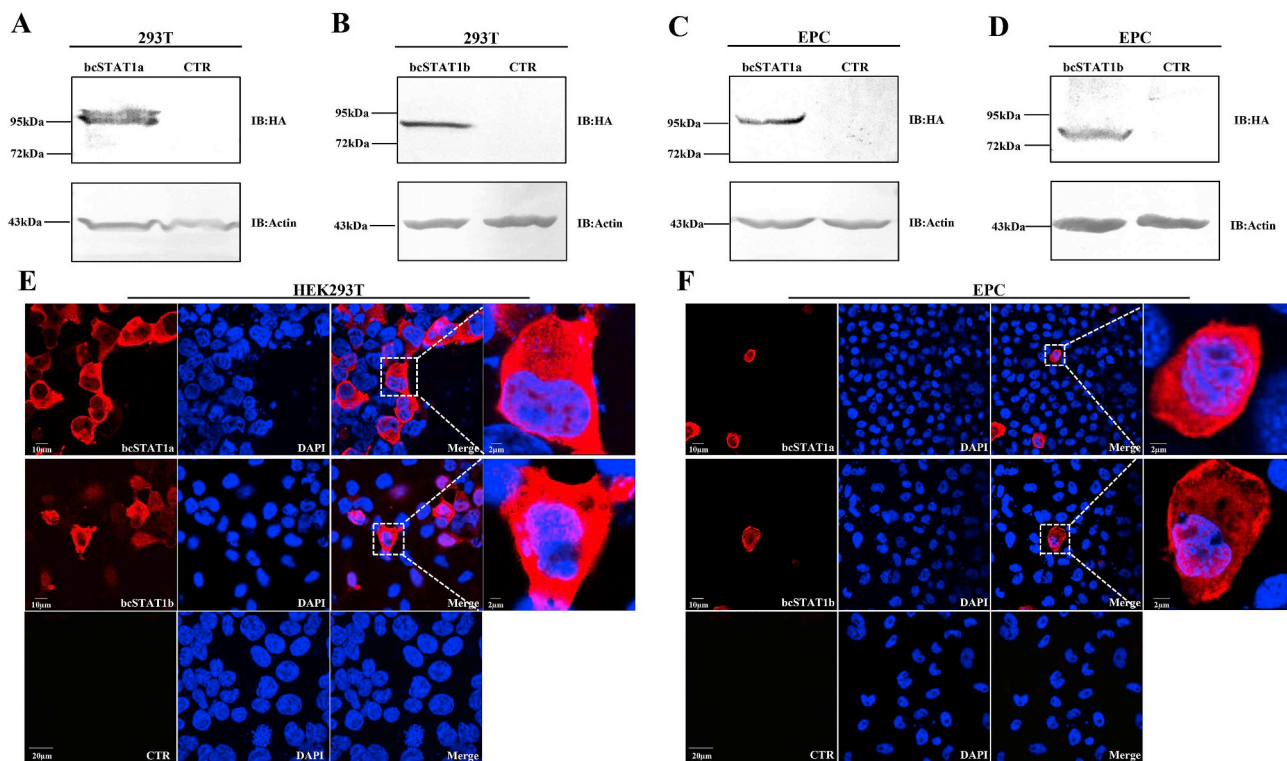 A
293T
bcSTAT1a CTR
95kDa
72kDa
IB:HA
43kDa
IB:Actin
B
293T
bcSTAT1b CTR
95kDa
72kDa
IB:HA
43kDa
IB:Actin
C
EPC
bcSTAT1a CTR
95kDa
72kDa
IB:HA
43kDa
IB:Actin
D
EPC
bcSTAT1b CTR
95kDa
72kDa
IB:HA
43kDa
IB:Actin
E
HEK293T
10μm bcSTAT1a DAPI Merge 2μm
10μm bcSTAT1b DAPI Merge 2μm
20μm CTR DAPI Merge
F
EPC
10μm bcSTAT1a DAPI Merge 2μm
10μm bcSTAT1b DAPI Merge 2μm
20μm CTR DAPI Merge